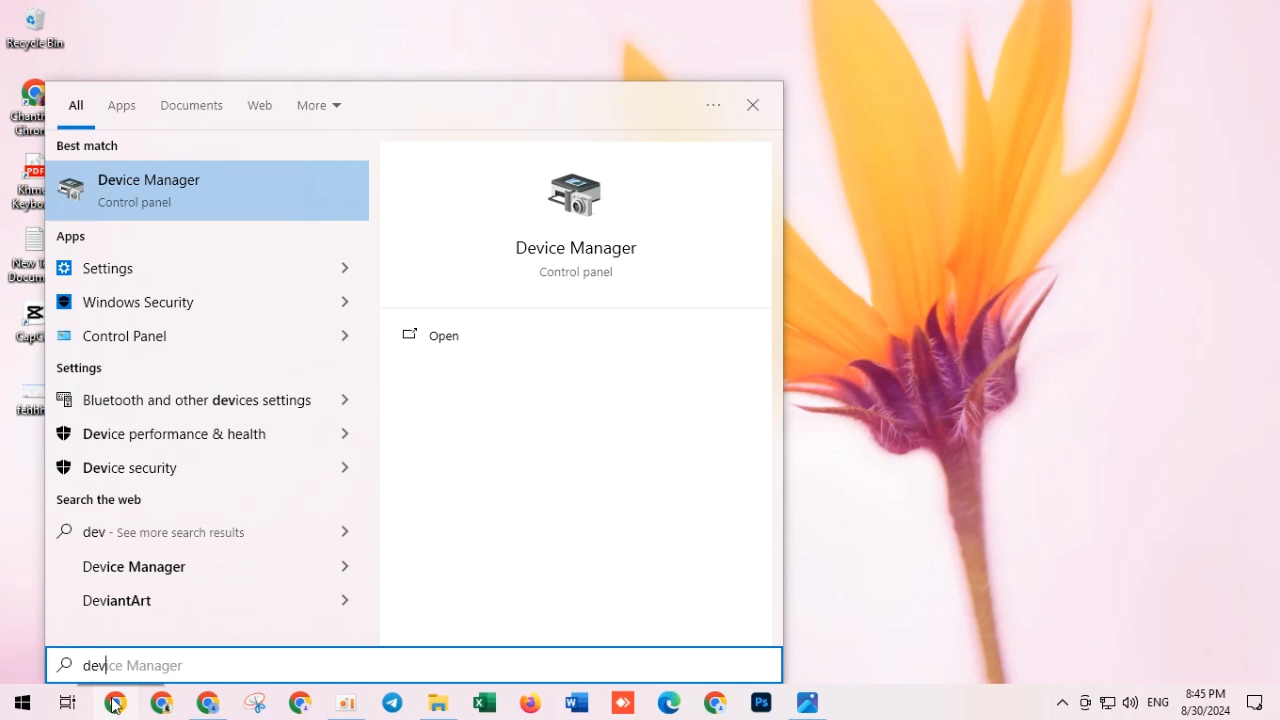 Recycle Bin
All
Apps
Documents
Web
More
Best match
Device Manager
Control panel
Apps
Settings
Windows Security
Control Panel
Settings
Bluetooth and other devices settings
Device performance & health
Device security
Search the web
dev - See more search results
Device Manager
DeviantArt
device Manager
Device Manager
Control panel
Open
PDF
ENG
8:45 PM
8/30/2024